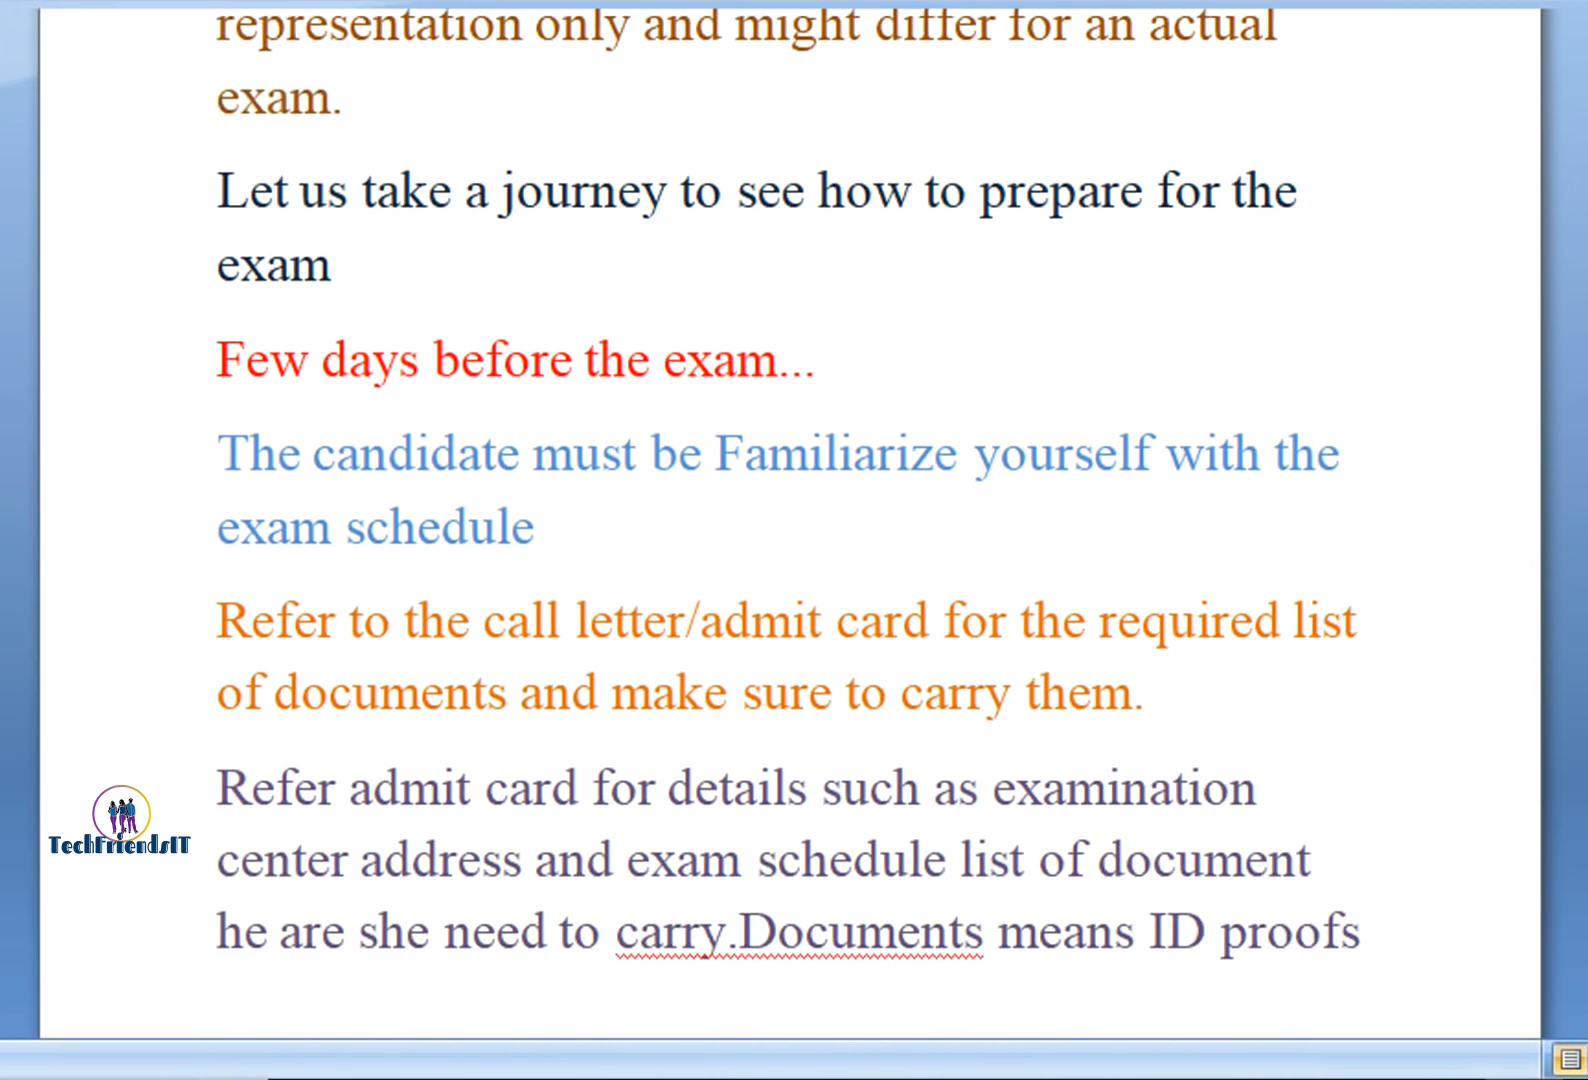 representation only and might differ for an actual
exam.
Let us take a journey to see how to prepare for the
exam
Few days before the exam...
The candidate must be Familiarize yourself with the
exam schedule
Refer to the call letter/admit card for the required list
of documents and make sure to carry them.
Refer admit card for details such as examination
center address and exam schedule list of document
he are she need to carry.Documents means ID proofs
TechFriendsIT